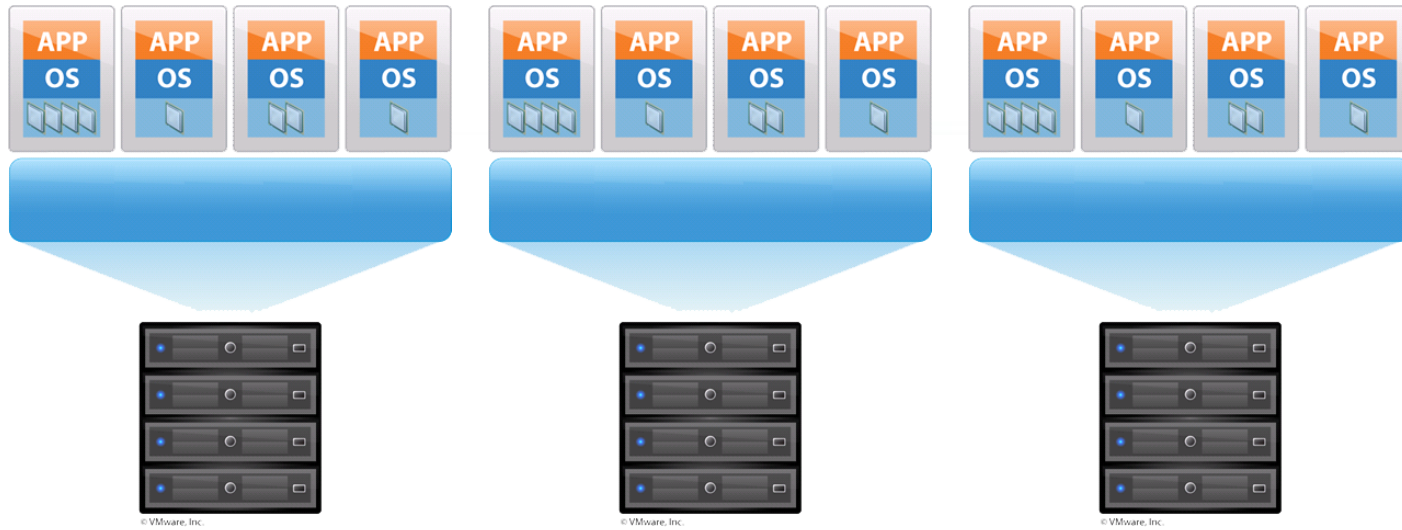 APP APP APP APP APP APP APP APP APP APP APP APP
OS OS OS OS OS OS OS OS OS OS OS OS
© VMware, Inc. © VMware, Inc. © VMware, Inc.